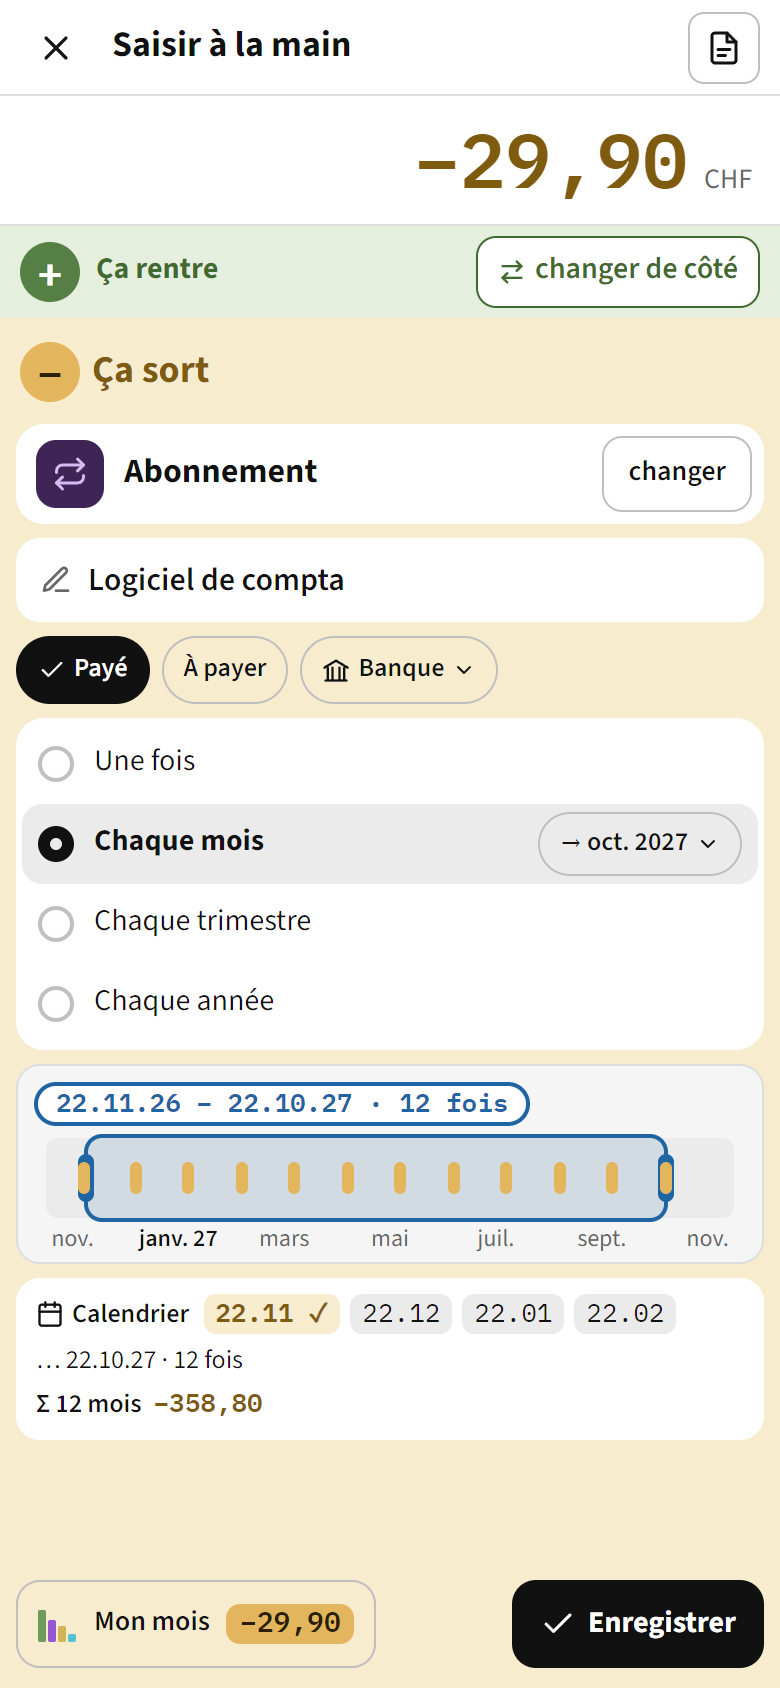 Saisir à la main
−29,90 CHF
+ Ça rentre
changer de côté
− Ça sort
Abonnement
changer
Logiciel de compta
Payé
À payer
Banque
Une fois
Chaque mois
→ oct. 2027
Chaque trimestre
Chaque année
22.11.26 – 22.10.27 · 12 fois
nov. janv. 27 mars mai juil. sept. nov.
Calendrier 22.11 ✓ 22.12 22.01 22.02
… 22.10.27 · 12 fois
Σ 12 mois −358,80
Mon mois −29,90
Enregistrer